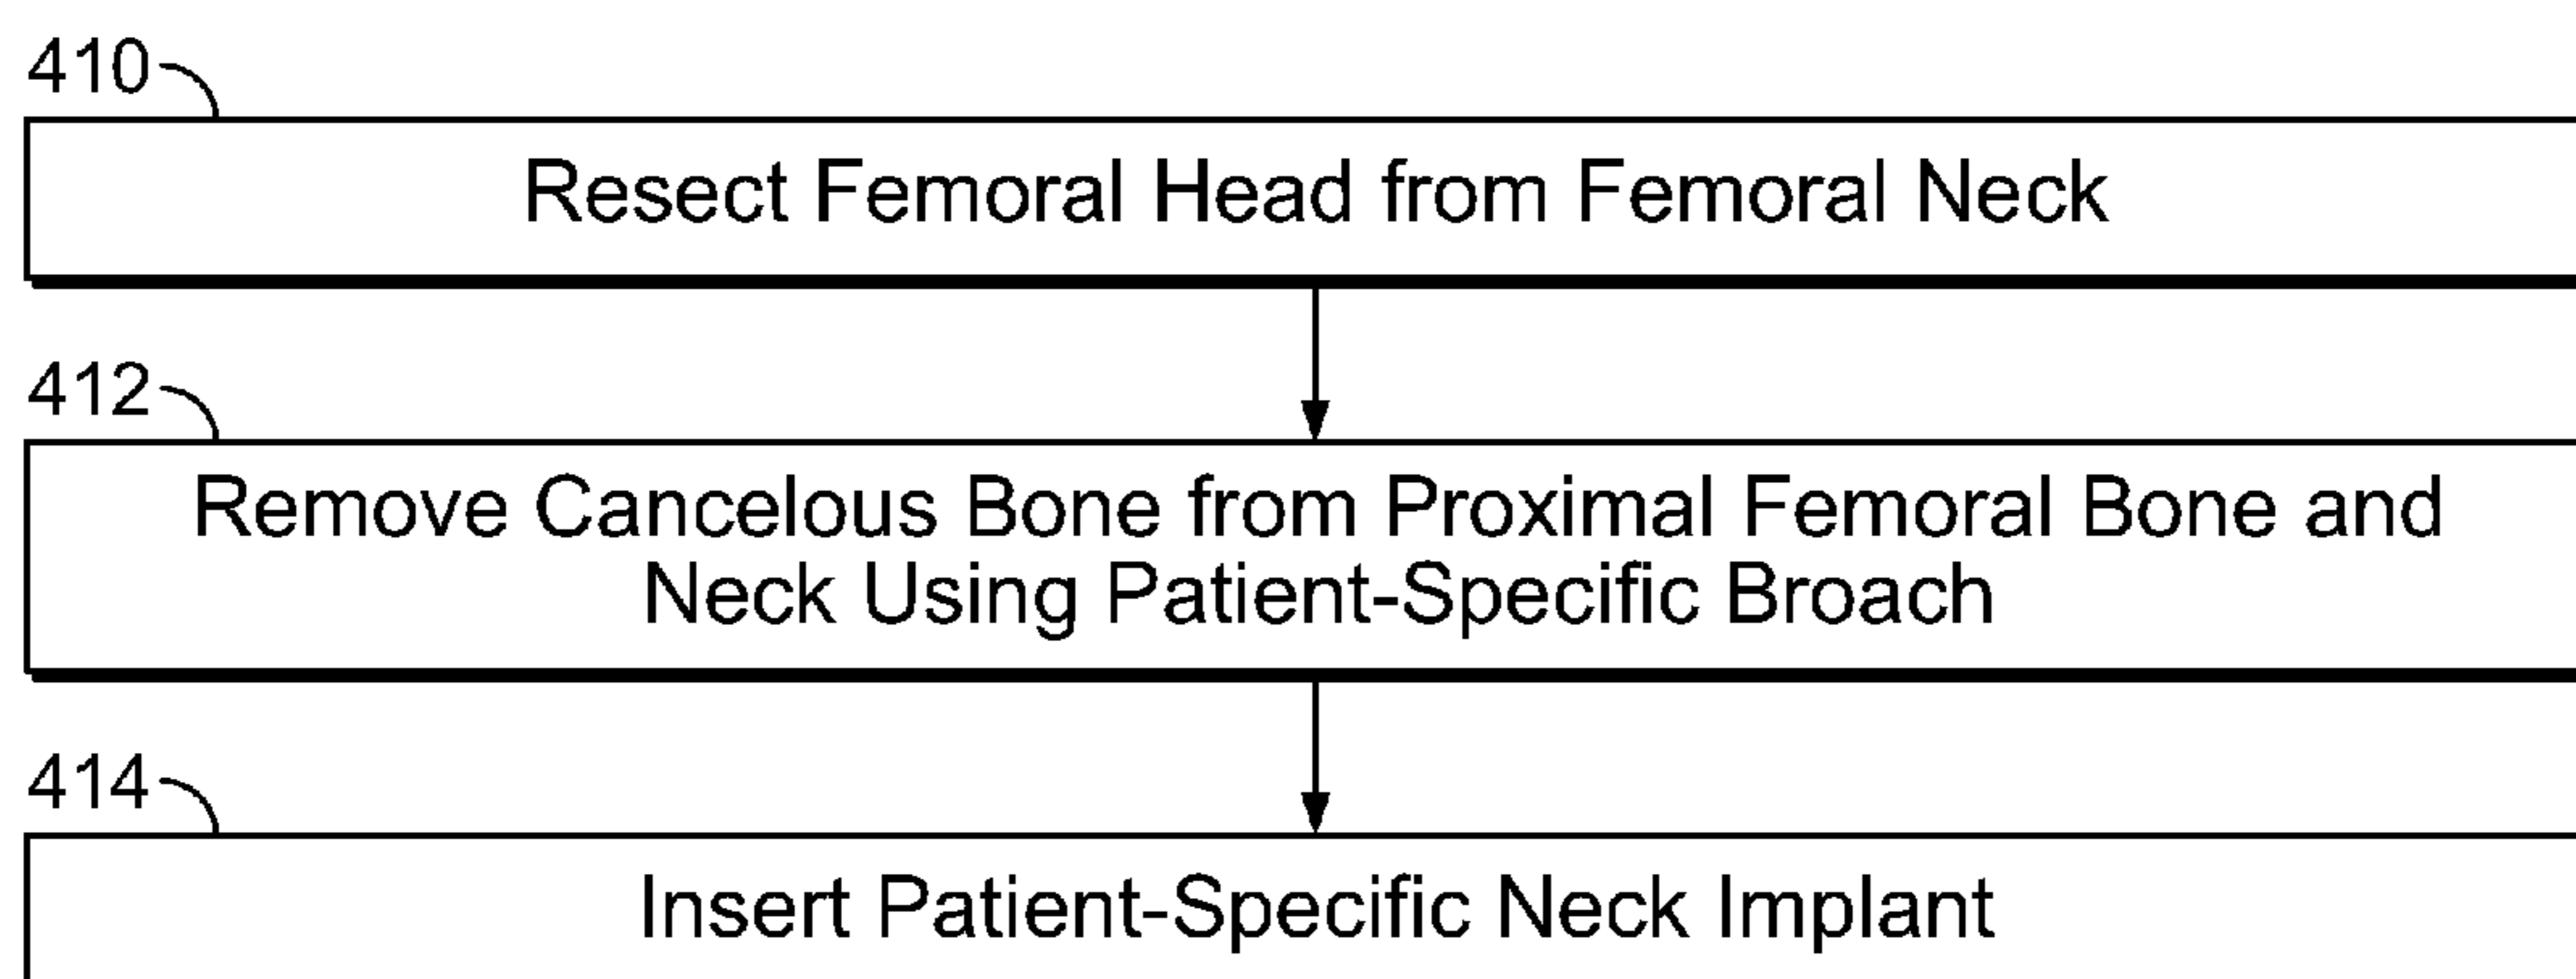 410
Resect Femoral Head from Femoral Neck
412
Remove Cancelous Bone from Proximal Femoral Bone and
Neck Using Patient-Specific Broach
414
Insert Patient-Specific Neck Implant